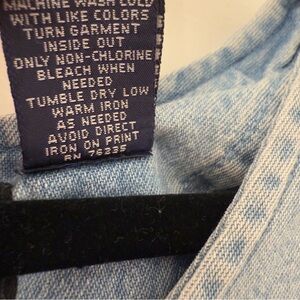 MACHINE WASH COLD
WITH LIKE COLORS
TURN GARMENT
INSIDE OUT
ONLY NON-CHLORINE
BLEACH WHEN
NEEDED
TUMBLE DRY LOW
WARM IRON
AS NEEDED
AVOID DIRECT
IRON ON PRINT
RN 76335